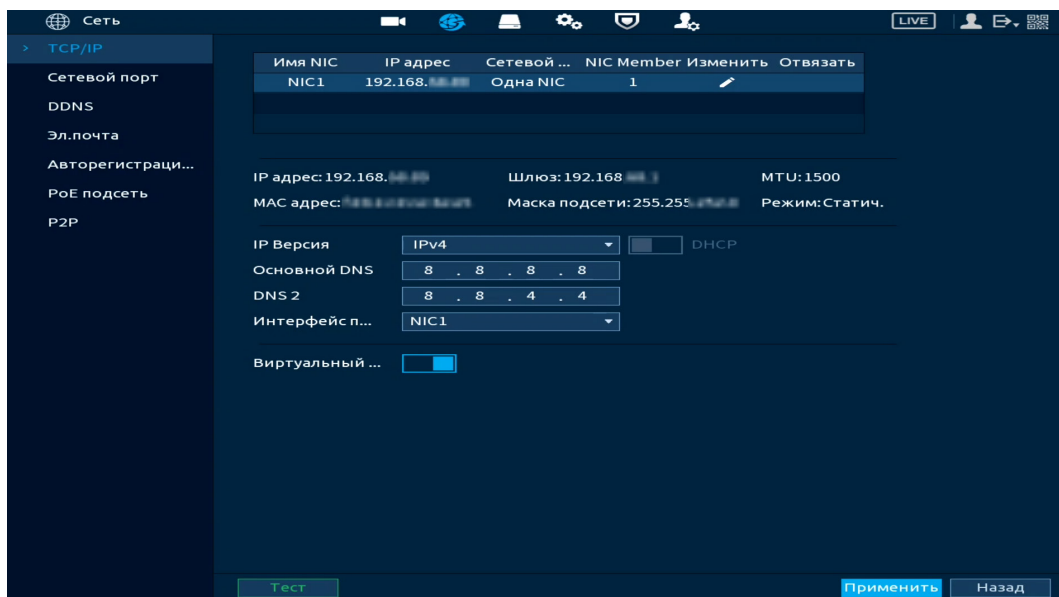 Сеть
LIVE
TCP/IP
Сетевой порт
DDNS
Эл.почта
Авторегистраци...
PoE подсеть
P2P
Имя NIC IP адрес Сетевой ... NIC Member Изменить Отвязать
NIC1 192.168. Одна NIC 1
IP адрес:192.168. Шлюз:192.168 MTU:1500
MAC адрес: Маска подсети:255.255 Режим:Статич.
IP Версия IPv4 DHCP
Основной DNS 8 . 8 . 8 . 8
DNS 2 8 . 8 . 4 . 4
Интерфейс п... NIC1
Виртуальный ...
Тест Применить Назад